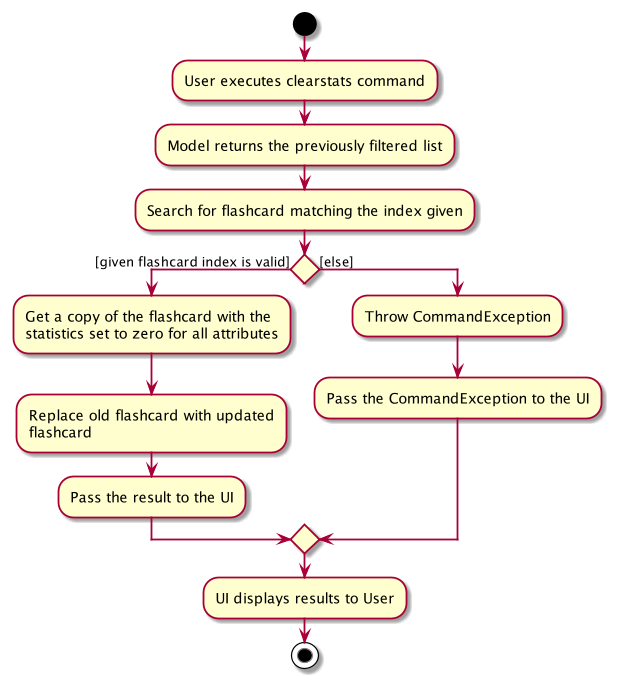 User executes clearstats command
Model returns the previously filtered list
Search for flashcard matching the index given
[given flashcard index is valid]
[else]
Get a copy of the flashcard with the
statistics set to zero for all attributes
Replace old flashcard with updated
flashcard
Pass the result to the UI
Throw CommandException
Pass the CommandException to the UI
UI displays results to User